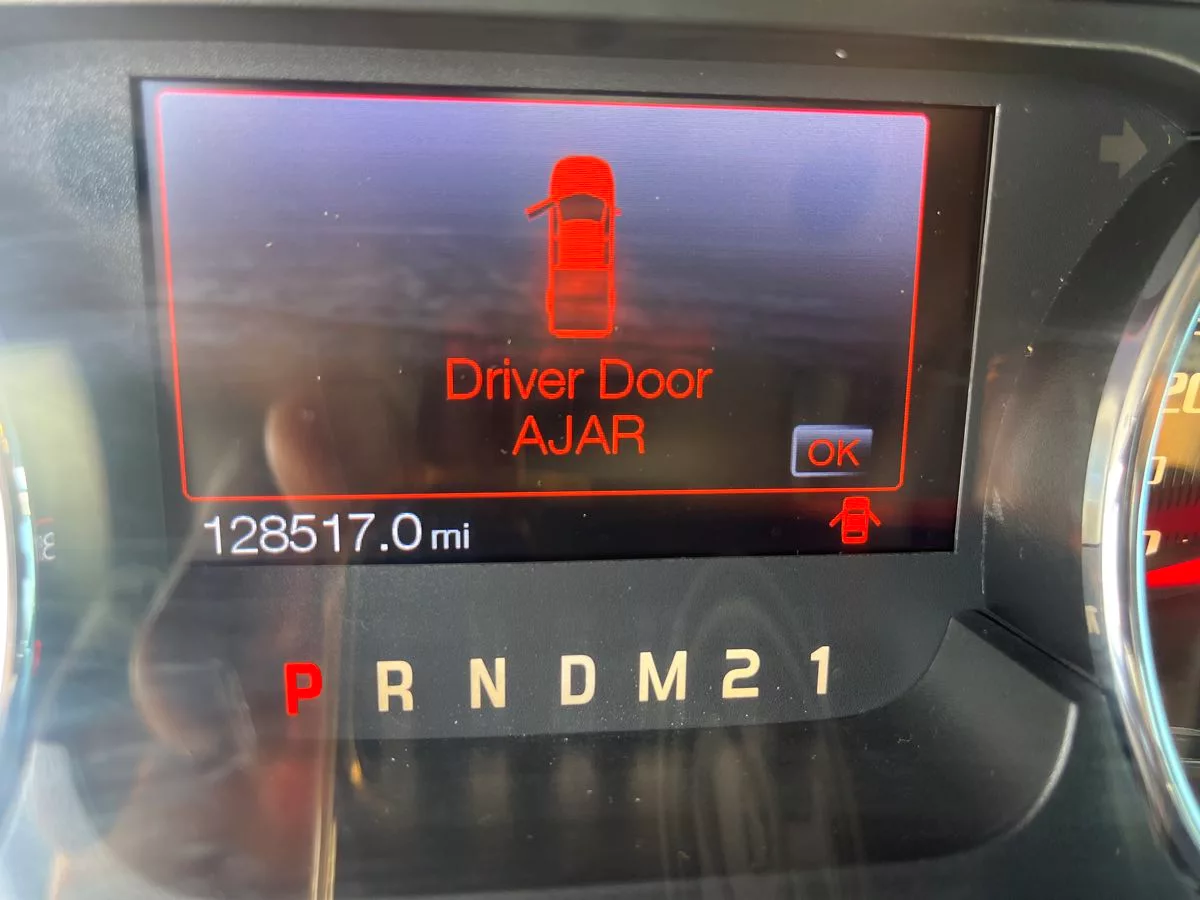 Driver Door
AJAR
OK
128517.0 mi
P R N D M 2 1